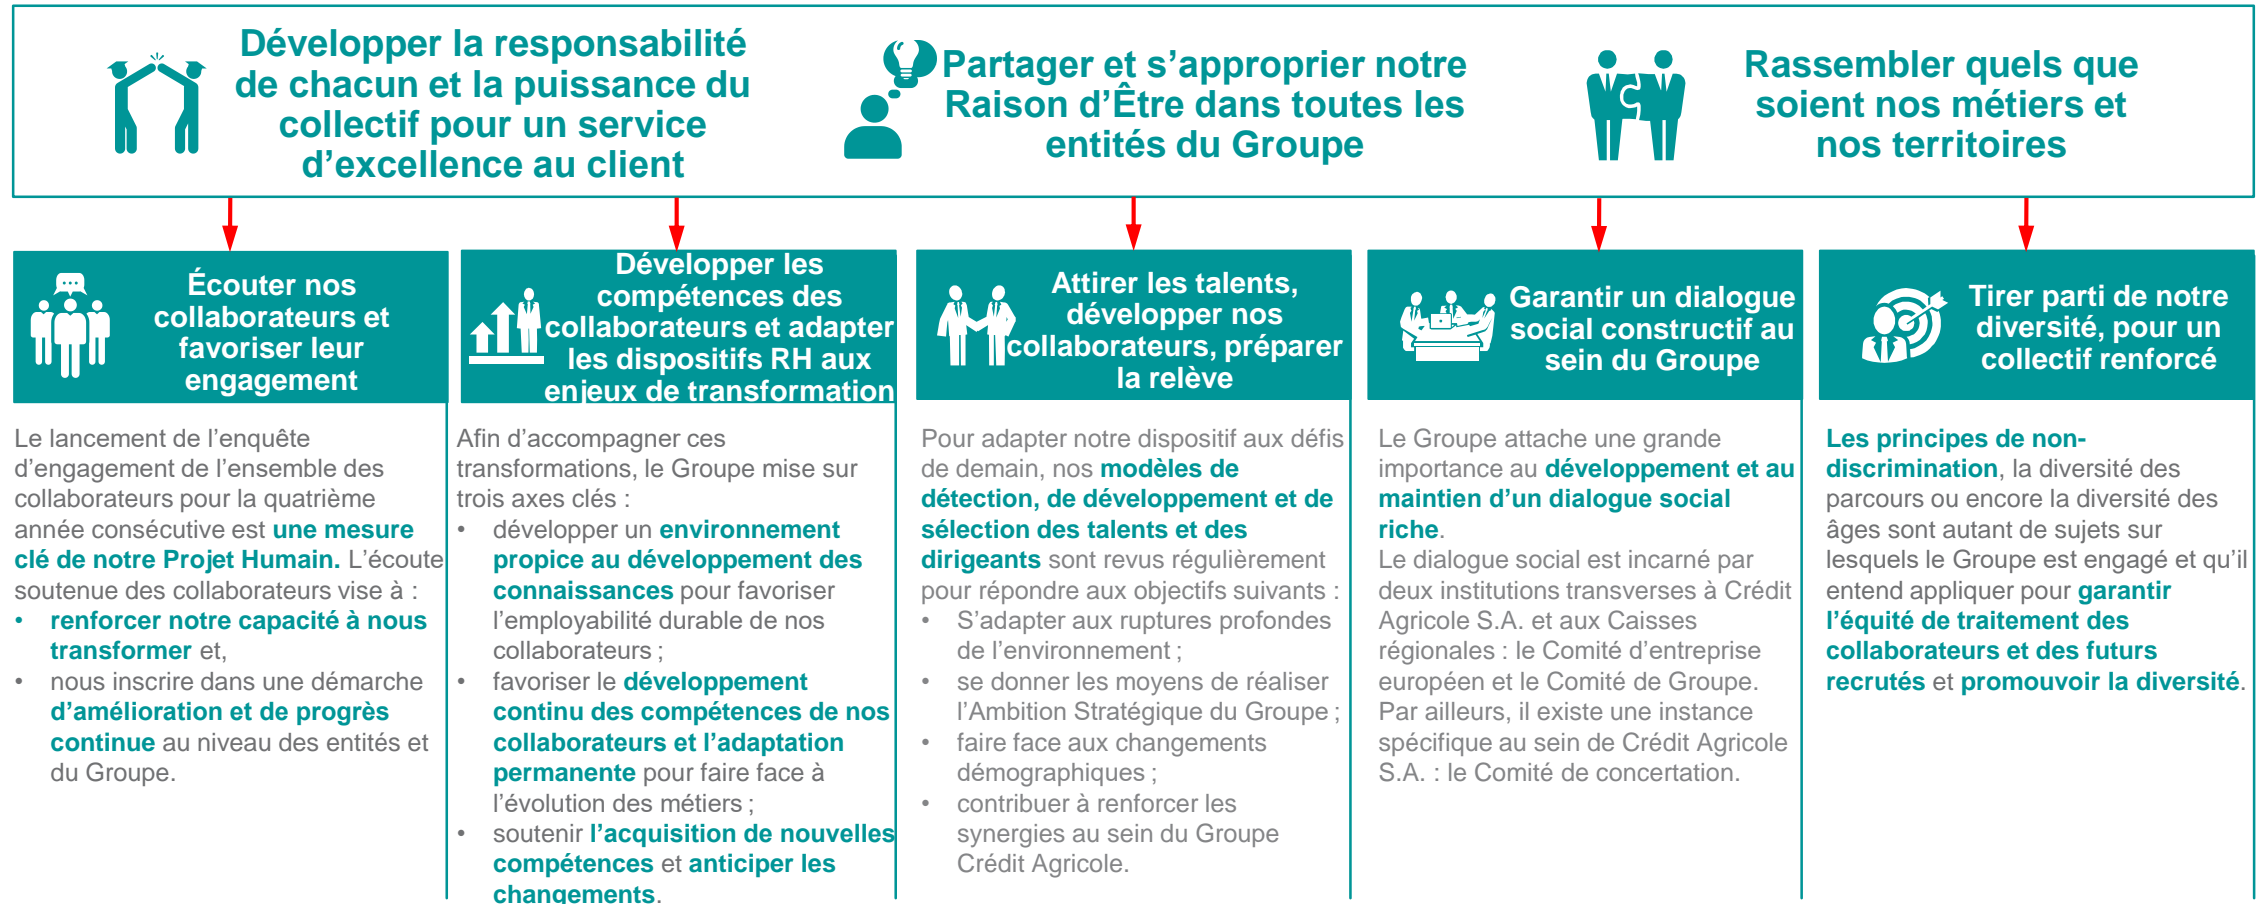 Développer la responsabilité
de chacun et la puissance du
collectif pour un service
d’excellence au client
Partager et s’approprier notre
Raison d’Être dans toutes les
entités du Groupe
Rassembler quels que
soient nos métiers et
nos territoires
Écouter nos
collaborateurs et
favoriser leur
engagement
Le lancement de l’enquête
d’engagement de l’ensemble des
collaborateurs pour la quatrième
année consécutive est une mesure
clé de notre Projet Humain. L’écoute
soutenue des collaborateurs vise à :
• renforcer notre capacité à nous
transformer et,
• nous inscrire dans une démarche
d’amélioration et de progrès
continue au niveau des entités et
du Groupe.
Développer les
compétences des
collaborateurs et adapter
les dispositifs RH aux
enjeux de transformation
Afin d’accompagner ces
transformations, le Groupe mise sur
trois axes clés :
• développer un environnement
propice au développement des
connaissances pour favoriser
l’employabilité durable de nos
collaborateurs ;
• favoriser le développement
continu des compétences de nos
collaborateurs et l’adaptation
permanente pour faire face à
l’évolution des métiers ;
• soutenir l’acquisition de nouvelles
compétences et anticiper les
changements.
Attirer les talents,
développer nos
collaborateurs, préparer
la relève
Pour adapter notre dispositif aux défis
de demain, nos modèles de
détection, de développement et de
sélection des talents et des
dirigeants sont revus régulièrement
pour répondre aux objectifs suivants :
• S’adapter aux ruptures profondes
de l’environnement ;
• se donner les moyens de réaliser
l’Ambition Stratégique du Groupe ;
• faire face aux changements
démographiques ;
• contribuer à renforcer les
synergies au sein du Groupe
Crédit Agricole.
Garantir un dialogue
social constructif au
sein du Groupe
Le Groupe attache une grande
importance au développement et au
maintien d’un dialogue social
riche.
Le dialogue social est incarné par
deux institutions transverses à Crédit
Agricole S.A. et aux Caisses
régionales : le Comité d’entreprise
européen et le Comité de Groupe.
Par ailleurs, il existe une instance
spécifique au sein de Crédit Agricole
S.A. : le Comité de concertation.
Tirer parti de notre
diversité, pour un
collectif renforcé
Les principes de non-
discrimination, la diversité des
parcours ou encore la diversité des
âges sont autant de sujets sur
lesquels le Groupe est engagé et qu’il
entend appliquer pour garantir
l’équité de traitement des
collaborateurs et des futurs
recrutés et promouvoir la diversité.